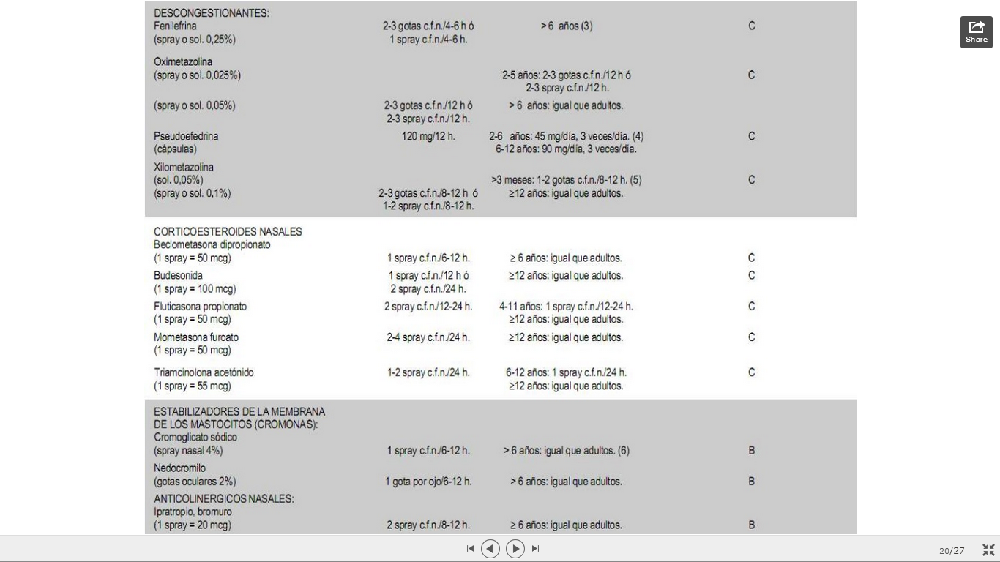 DESCONGESTIONANTES:
Fenilefrina 2-3 gotas c.f.n./4-6 h ó > 6 años (3) C
(spray o sol. 0,25%) 1 spray c.f.n./4-6 h.
Share
Oximetazolina
(spray o sol. 0,025%) 2-5 años: 2-3 gotas c.f.n./12 h ó C
2-3 spray c.f.n./12 h.
(spray o sol. 0,05%) 2-3 gotas c.f.n./12 h ó > 6 años: igual que adultos.
2-3 spray c.f.n./12 h.
Pseudoefedrina 120 mg/12 h. 2-6 años: 45 mg/día, 3 veces/día. (4) C
(cápsulas) 6-12 años: 90 mg/día, 3 veces/día.
Xilometazolina
(sol. 0,05%) >3 meses: 1-2 gotas c.f.n./8-12 h. (5) C
(spray o sol. 0,1%) 2-3 gotas c.f.n./8-12 h ó ≥12 años: igual que adultos.
1-2 spray c.f.n./8-12 h.
CORTICOESTEROIDES NASALES
Beclometasona dipropionato
(1 spray = 50 mcg) 1 spray c.f.n./6-12 h. ≥ 6 años: igual que adultos. C
Budesonida 1 spray c.f.n./12 h ó ≥12 años: igual que adultos. C
(1 spray = 100 mcg) 2 spray c.f.n./24 h.
Fluticasona propionato 2 spray c.f.n./12-24 h. 4-11 años: 1 spray c.f.n./12-24 h. C
(1 spray = 50 mcg) ≥12 años: igual que adultos.
Mometasona furoato 2-4 spray c.f.n./24 h. ≥12 años: igual que adultos. C
(1 spray = 50 mcg)
Triamcinolona acetónido 1-2 spray c.f.n./24 h. 6-12 años: 1 spray c.f.n./24 h. C
(1 spray = 55 mcg) ≥12 años: igual que adultos.
ESTABILIZADORES DE LA MEMBRANA
DE LOS MASTOCITOS (CROMONAS):
Cromoglicato sódico
(spray nasal 4%) 1 spray c.f.n./6-12 h. > 6 años: igual que adultos. (6) B
Nedocromilo
(gotas oculares 2%) 1 gota por ojo/6-12 h. > 6 años: igual que adultos. B
ANTICOLINERGICOS NASALES:
Ipratropio, bromuro
(1 spray = 20 mcg) 2 spray c.f.n./8-12 h. ≥ 6 años: igual que adultos. B
20/27